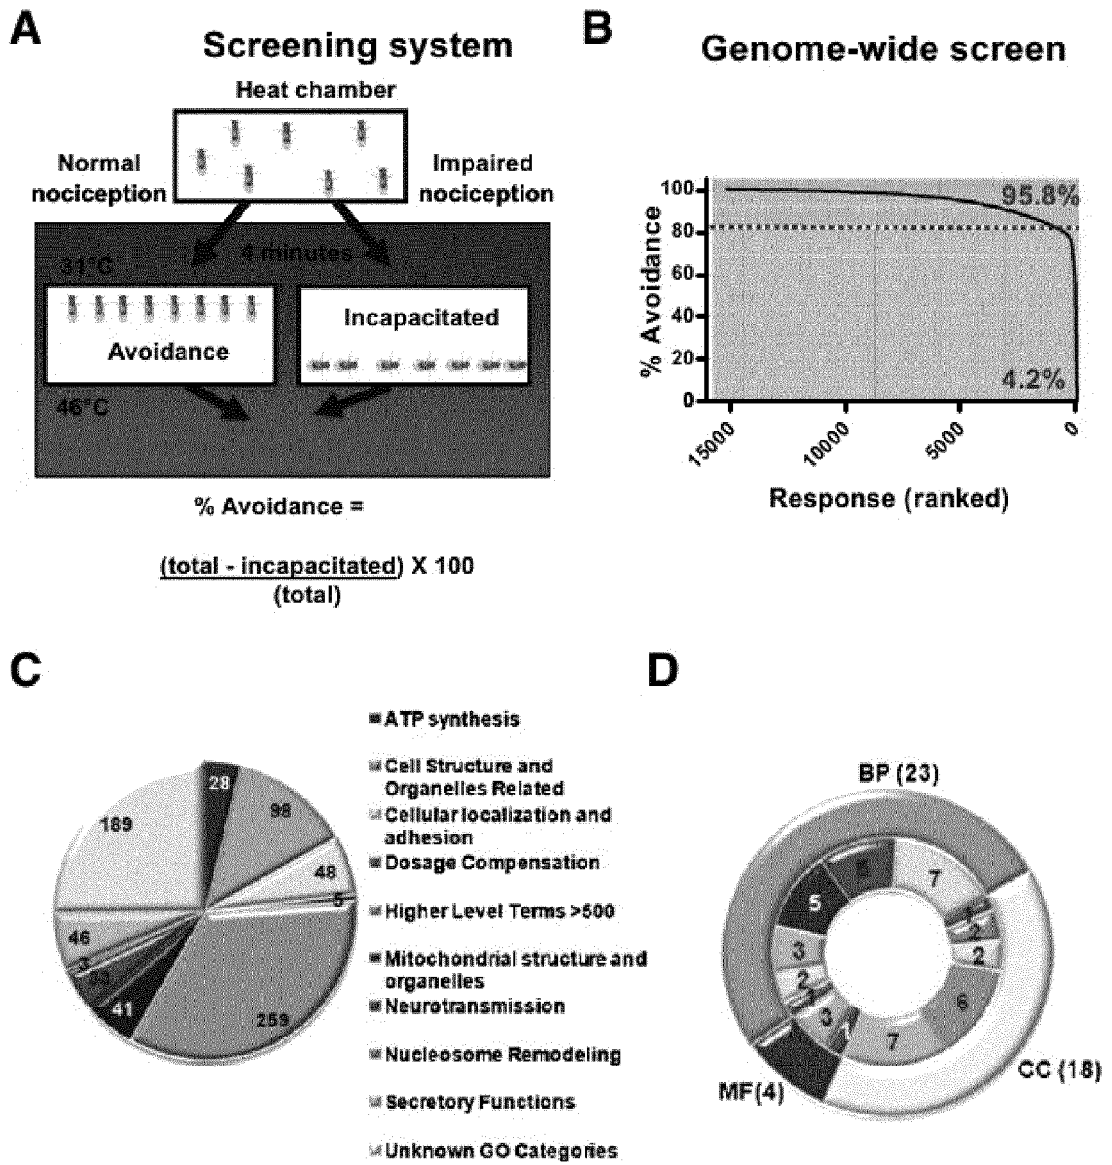 A
Screening system
Heat chamber
Normal
nociception
Impaired
nociception
4 minutes
31°C
Avoidance
Incapacitated
46°C
% Avoidance =
(total - incapacitated) X 100
(total)
B
Genome-wide screen
% Avoidance
100
80
60
40
20
0
95.8%
4.2%
15000
10000
5000
0
Response (ranked)
C
28
98
48
5
259
41
3
46
189
ATP synthesis
Cell Structure and
Organelles Related
Cellular localization and
adhesion
Dosage Compensation
Higher Level Terms >500
Mitochondrial structure and
organelles
Neurotransmission
Nucleosome Remodeling
Secretory Functions
Unknown GO Categories
D
BP (23)
CC (18)
MF(4)
7
2
2
6
7
1
3
2
3
5